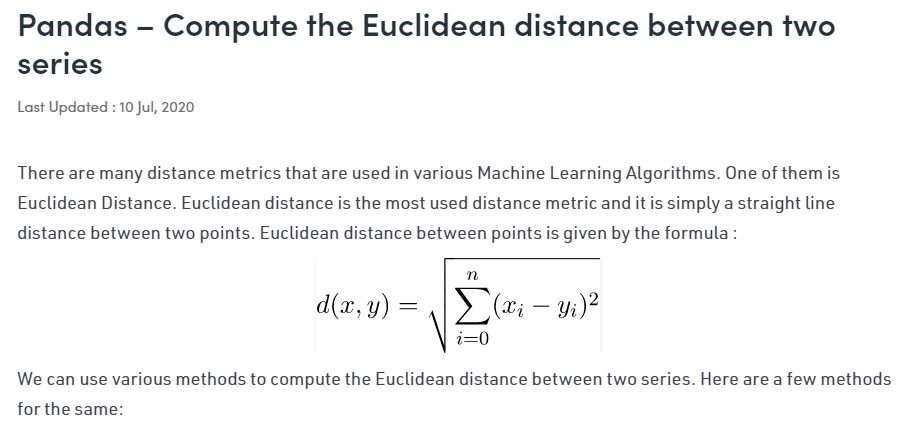 Pandas – Compute the Euclidean distance between two
series
Last Updated : 10 Jul, 2020
There are many distance metrics that are used in various Machine Learning Algorithms. One of them is
Euclidean Distance. Euclidean distance is the most used distance metric and it is simply a straight line
distance between two points. Euclidean distance between points is given by the formula :
d(x, y) = √∑ⁿᵢ₌₀(xᵢ − yᵢ)²
We can use various methods to compute the Euclidean distance between two series. Here are a few methods
for the same: